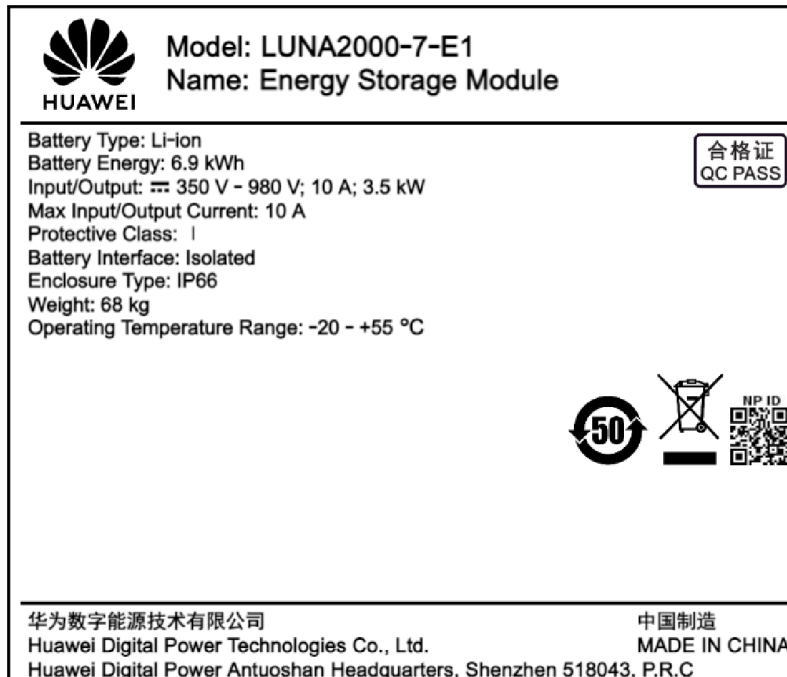 HUAWEI
Model: LUNA2000-7-E1
Name: Energy Storage Module
Battery Type: Li-ion
Battery Energy: 6.9 kWh
Input/Output: ⎓ 350 V - 980 V; 10 A; 3.5 kW
Max Input/Output Current: 10 A
Protective Class: I
Battery Interface: Isolated
Enclosure Type: IP66
Weight: 68 kg
Operating Temperature Range: -20 - +55 °C
合格证
QC PASS
50
NP ID
华为数字能源技术有限公司
Huawei Digital Power Technologies Co., Ltd.
Huawei Digital Power Antuoshan Headquarters, Shenzhen 518043, P.R.C
中国制造
MADE IN CHINA